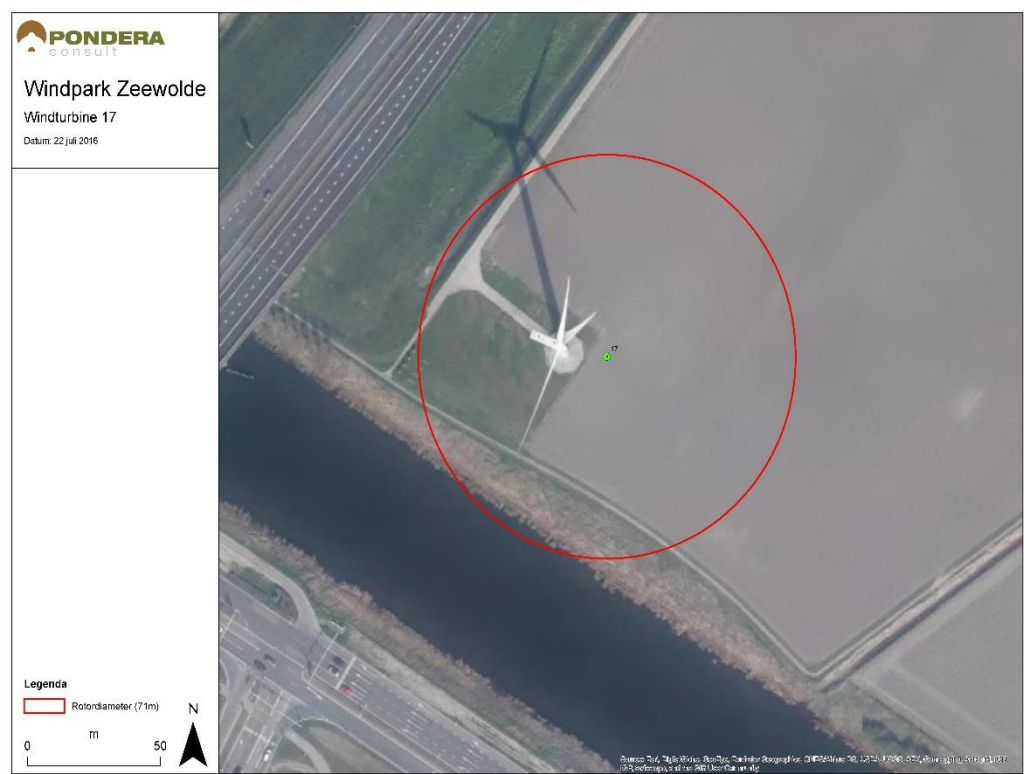 PONDERA
consult
Windpark Zeewolde
Windturbine 17
Datum: 22 juli 2016
17
Legenda
Rotordiameter (71m)
N
m
0 50